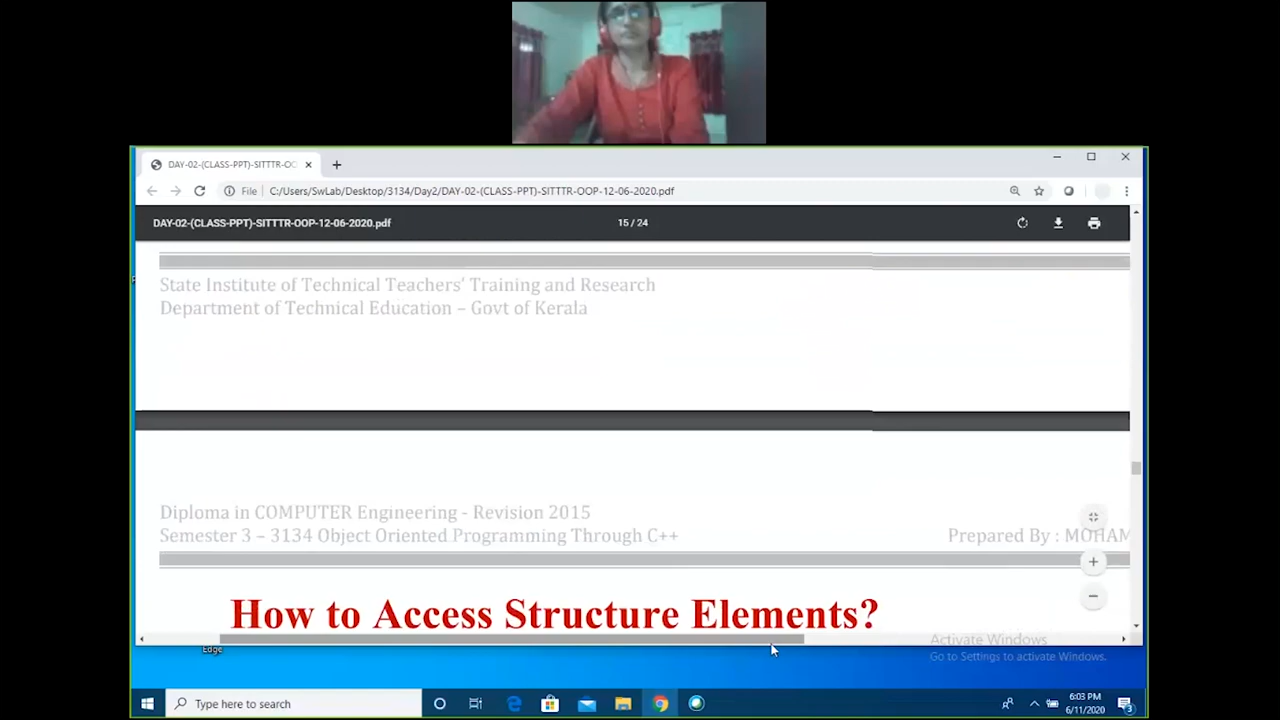 DAY-02-(CLASS-PPT)-SITTTR-OO
File C:/Users/SwLab/Desktop/3134/Day2/DAY-02-(CLASS-PPT)-SITTTR-OOP-12-06-2020.pdf
DAY-02-(CLASS-PPT)-SITTTR-OOP-12-06-2020.pdf 15 / 24
State Institute of Technical Teachers' Training and Research
Department of Technical Education – Govt of Kerala
Diploma in COMPUTER Engineering - Revision 2015
Semester 3 – 3134 Object Oriented Programming Through C++ Prepared By : MOHAM
How to Access Structure Elements?
Activate Windows
Go to Settings to activate Windows.
Edge
Type here to search
6:03 PM
6/11/2020
3